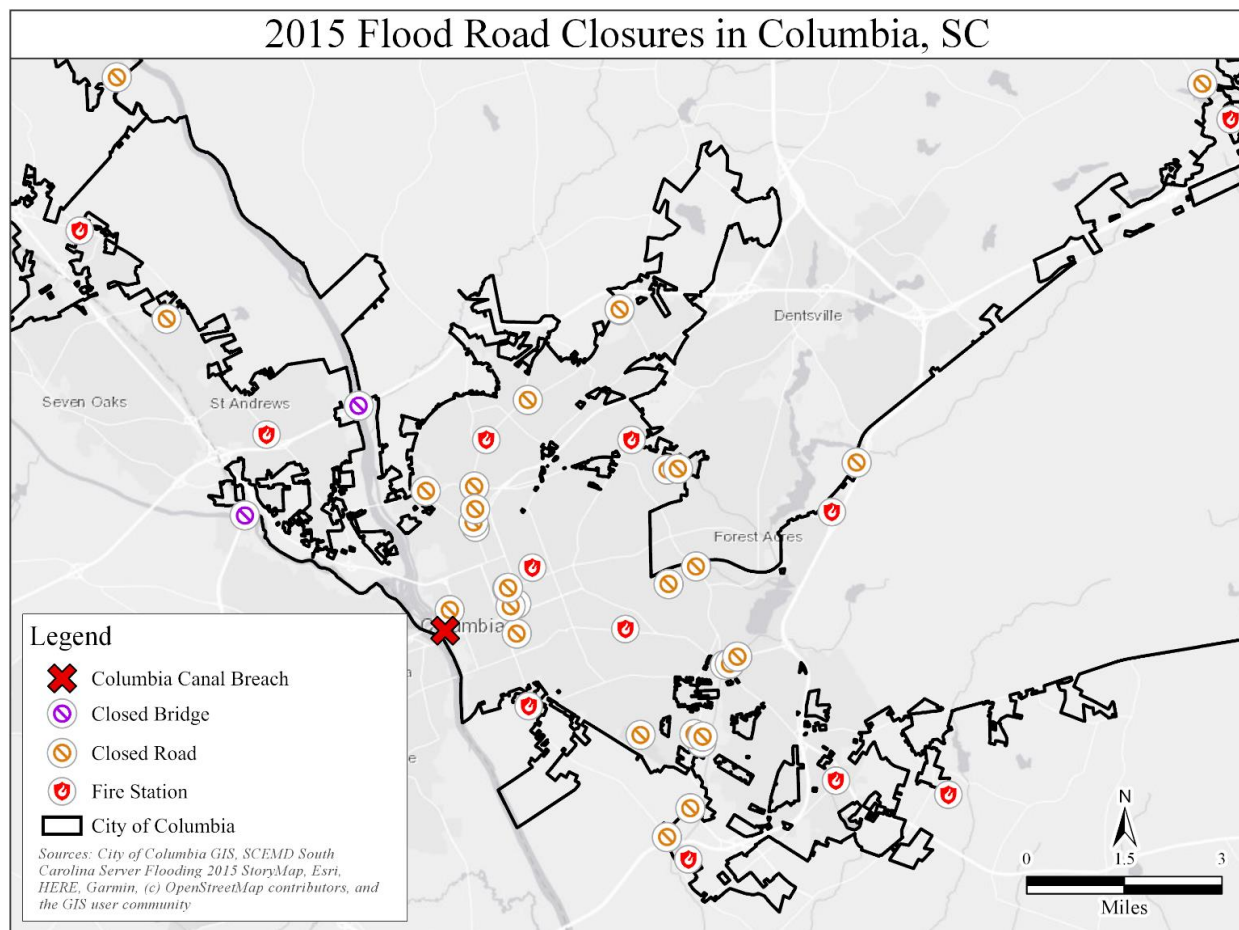 2015 Flood Road Closures in Columbia, SC
Dentsville
Seven Oaks
St Andrews
Forest Acres
Columbia
Legend
Columbia Canal Breach
Closed Bridge
Closed Road
Fire Station
City of Columbia
Sources: City of Columbia GIS, SCEMD South
Carolina Server Flooding 2015 StoryMap, Esri,
HERE, Garmin, (c) OpenStreetMap contributors, and
the GIS user community
N
0 1.5 3
Miles